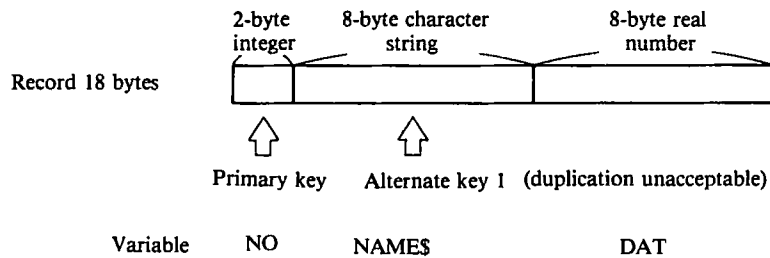 2-byte integer 8-byte character string 8-byte real number
Record 18 bytes
Primary key Alternate key 1 (duplication unacceptable)
Variable NO NAME$ DAT